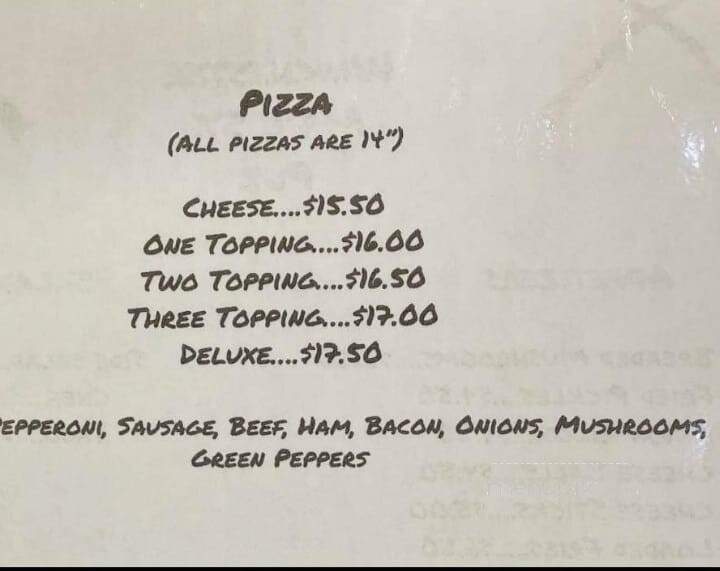 PIZZA
(ALL PIZZAS ARE 14")
CHEESE....$15.50
ONE TOPPING....$16.00
TWO TOPPING....$16.50
THREE TOPPING....$17.00
DELUXE....$17.50
PEPPERONI, SAUSAGE, BEEF, HAM, BACON, ONIONS, MUSHROOMS,
GREEN PEPPERS